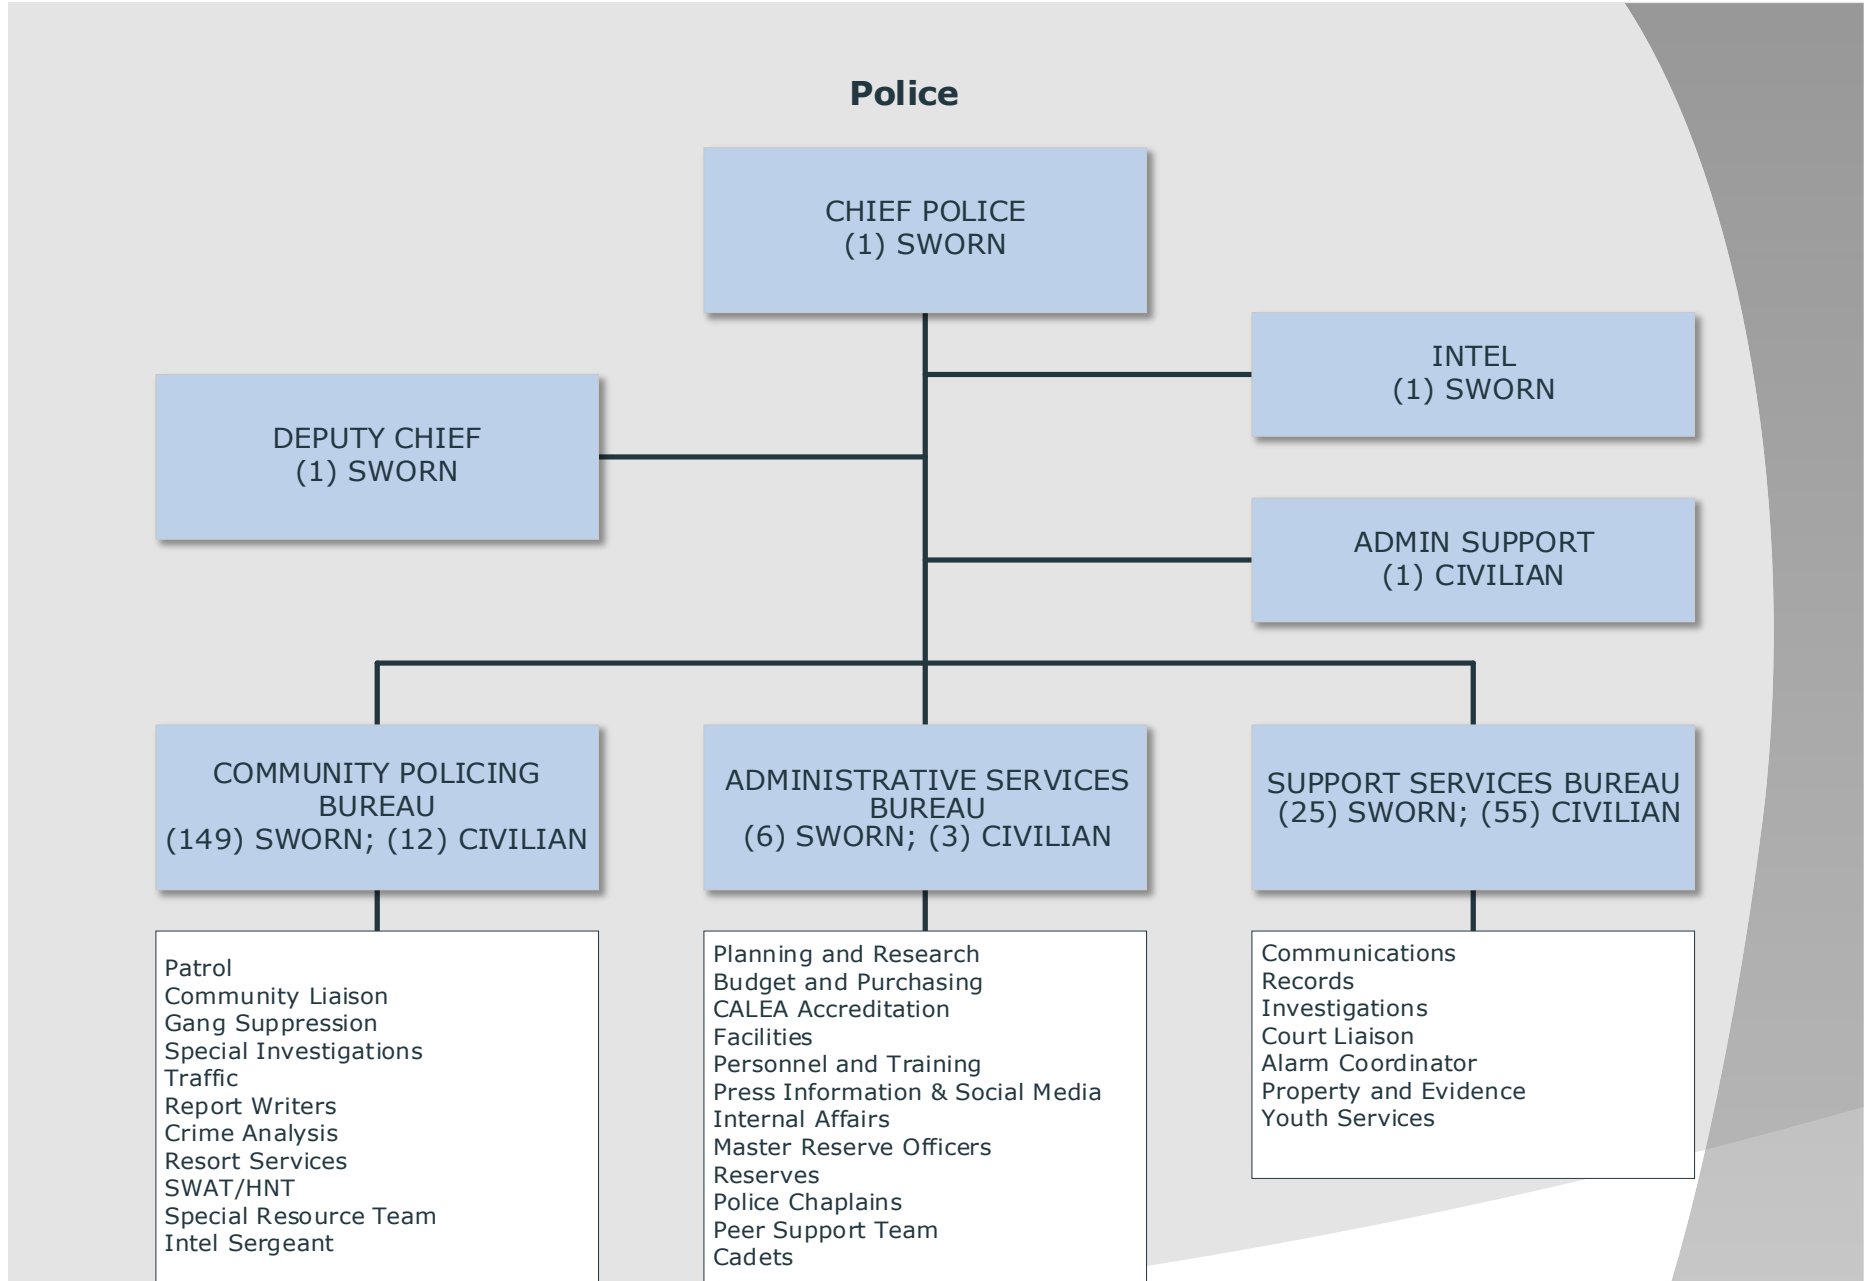 Police
CHIEF POLICE
(1) SWORN
INTEL
(1) SWORN
DEPUTY CHIEF
(1) SWORN
ADMIN SUPPORT
(1) CIVILIAN
COMMUNITY POLICING
BUREAU
(149) SWORN; (12) CIVILIAN
ADMINISTRATIVE SERVICES
BUREAU
(6) SWORN; (3) CIVILIAN
SUPPORT SERVICES BUREAU
(25) SWORN; (55) CIVILIAN
Patrol
Community Liaison
Gang Suppression
Special Investigations
Traffic
Report Writers
Crime Analysis
Resort Services
SWAT/HNT
Special Resource Team
Intel Sergeant
Planning and Research
Budget and Purchasing
CALEA Accreditation
Facilities
Personnel and Training
Press Information & Social Media
Internal Affairs
Master Reserve Officers
Reserves
Police Chaplains
Peer Support Team
Cadets
Communications
Records
Investigations
Court Liaison
Alarm Coordinator
Property and Evidence
Youth Services